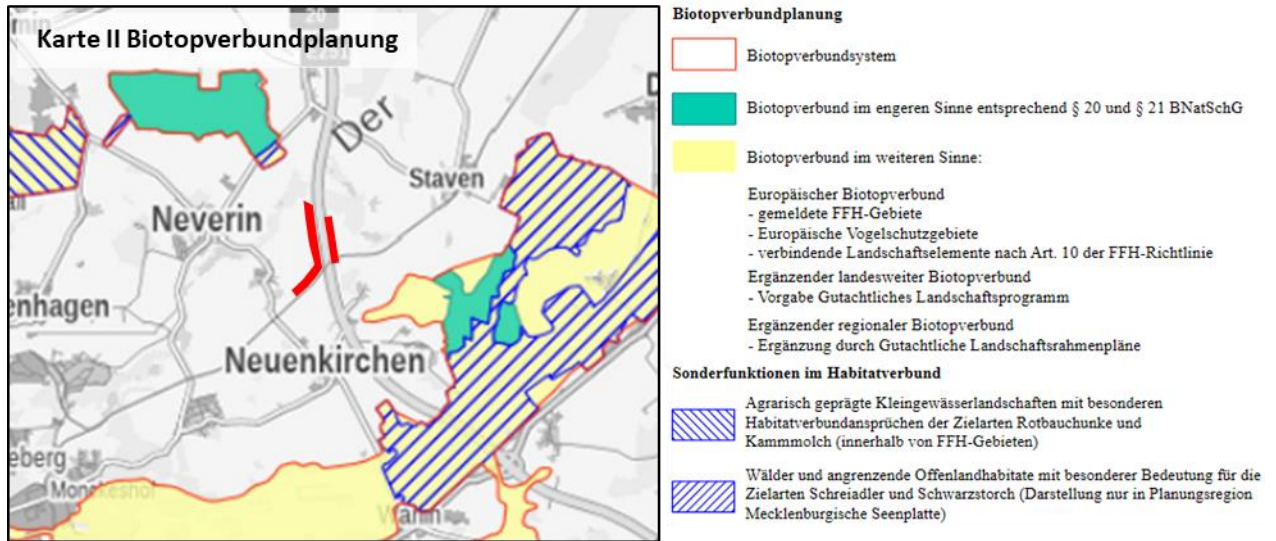 Karte II Biotopverbundplanung
20
Der
Staven
Neverin
enhagen
Neuenkirchen
eberg
Monckeshof
Warlin
Biotopverbundplanung
Biotopverbundsystem
Biotopverbund im engeren Sinne entsprechend § 20 und § 21 BNatSchG
Biotopverbund im weiteren Sinne:
Europäischer Biotopverbund
- gemeldete FFH-Gebiete
- Europäische Vogelschutzgebiete
- verbindende Landschaftselemente nach Art. 10 der FFH-Richtlinie
Ergänzender landesweiter Biotopverbund
- Vorgabe Gutachtliches Landschaftsprogramm
Ergänzender regionaler Biotopverbund
- Ergänzung durch Gutachtliche Landschaftsrahmenpläne
Sonderfunktionen im Habitatverbund
Agrarisch geprägte Kleingewässerlandschaften mit besonderen
Habitatverbundansprüchen der Zielarten Rotbauchunke und
Kammmolch (innerhalb von FFH-Gebieten)
Wälder und angrenzende Offenlandhabitate mit besonderer Bedeutung für die
Zielarten Schreiadler und Schwarzstorch (Darstellung nur in Planungsregion
Mecklenburgische Seenplatte)